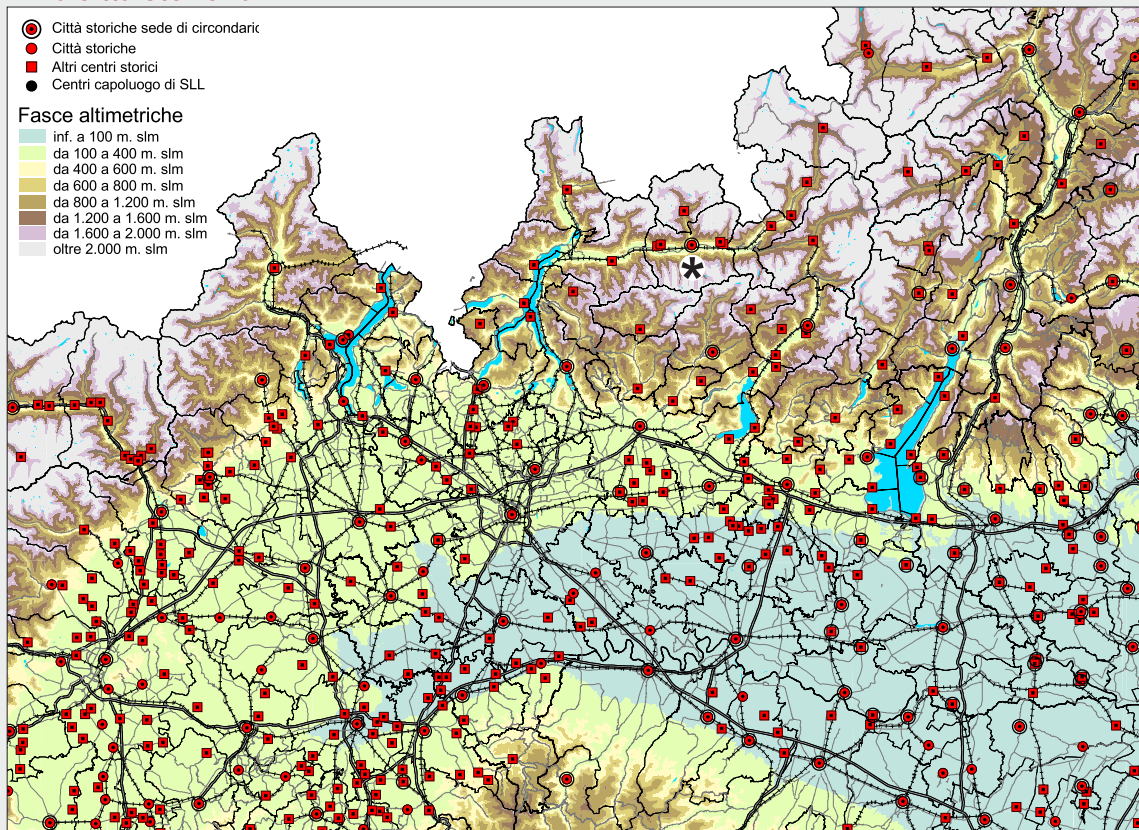 Città storiche sede di circondaric
Città storiche
Altri centri storici
Centri capoluogo di SLL
Fasce altimetriche
inf. a 100 m. slm
da 100 a 400 m. slm
da 400 a 600 m. slm
da 600 a 800 m. slm
da 800 a 1.200 m. slm
da 1.200 a 1.600 m. slm
da 1.600 a 2.000 m. slm
oltre 2.000 m. slm
*